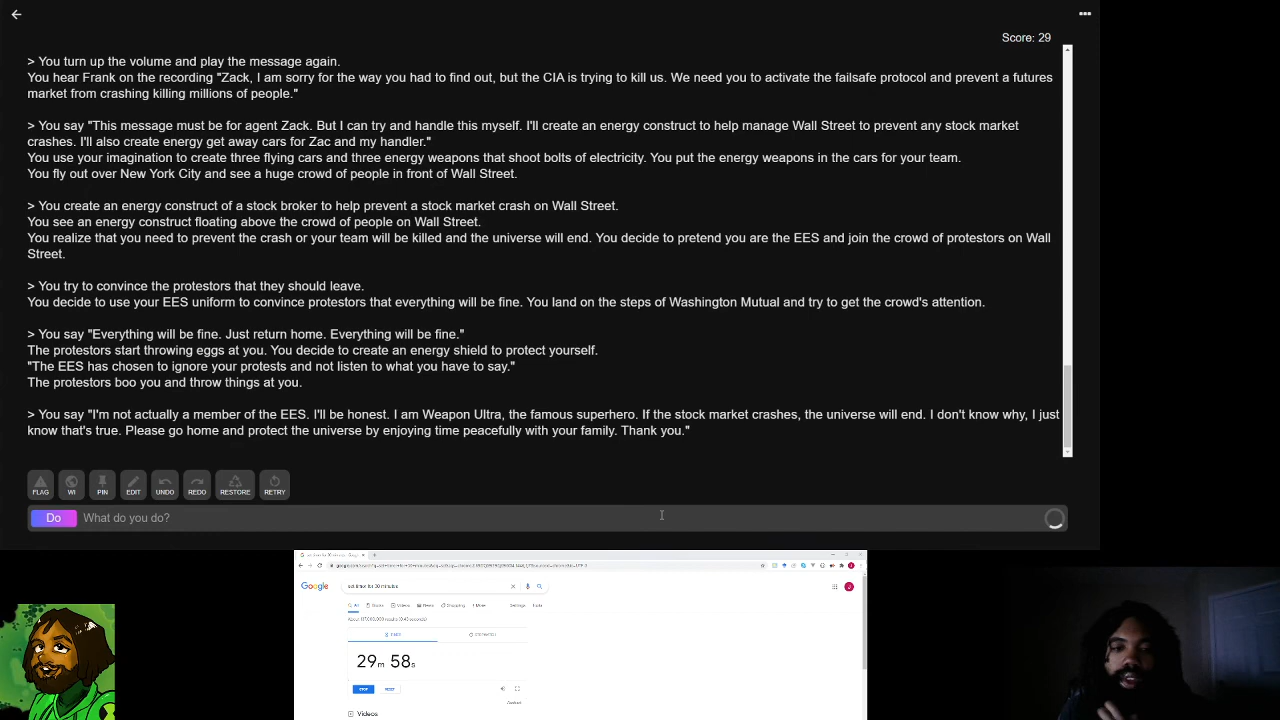 Score: 29
> You turn up the volume and play the message again.
You hear Frank on the recording "Zack, I am sorry for the way you had to find out, but the CIA is trying to kill us. We need you to activate the failsafe protocol and prevent a futures
market from crashing killing millions of people."
> You say "This message must be for agent Zack. But I can try and handle this myself. I'll create an energy construct to help manage Wall Street to prevent any stock market
crashes. I'll also create energy get away cars for Zac and my handler."
You use your imagination to create three flying cars and three energy weapons that shoot bolts of electricity. You put the energy weapons in the cars for your team.
You fly out over New York City and see a huge crowd of people in front of Wall Street.
> You create an energy construct of a stock broker to help prevent a stock market crash on Wall Street.
You see an energy construct floating above the crowd of people on Wall Street.
You realize that you need to prevent the crash or your team will be killed and the universe will end. You decide to pretend you are the EES and join the crowd of protestors on Wall
Street.
> You try to convince the protestors that they should leave.
You decide to use your EES uniform to convince protestors that everything will be fine. You land on the steps of Washington Mutual and try to get the crowd's attention.
> You say "Everything will be fine. Just return home. Everything will be fine."
The protestors start throwing eggs at you. You decide to create an energy shield to protect yourself.
"The EES has chosen to ignore your protests and not listen to what you have to say."
The protestors boo you and throw things at you.
> You say "I'm not actually a member of the EES. I'll be honest. I am Weapon Ultra, the famous superhero. If the stock market crashes, the universe will end. I don't know why, I just
know that's true. Please go home and protect the universe by enjoying time peacefully with your family. Thank you."
FLAG WI PIN EDIT UNDO REDO RESTORE RETRY
Do What do you do?
Google set timer for 30 minutes
All Books Videos News Shopping More Settings Tools
29m 58s
STOP RESET
Feedback
Videos